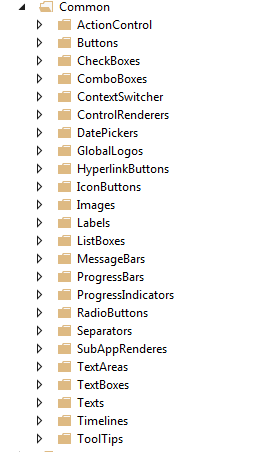 Common
ActionControl
Buttons
CheckBoxes
ComboBoxes
ContextSwitcher
ControlRenderers
DatePickers
GlobalLogos
HyperlinkButtons
IconButtons
Images
Labels
ListBoxes
MessageBars
ProgressBars
ProgressIndicators
RadioButtons
Separators
SubAppRenderes
TextAreas
TextBoxes
Texts
Timelines
ToolTips